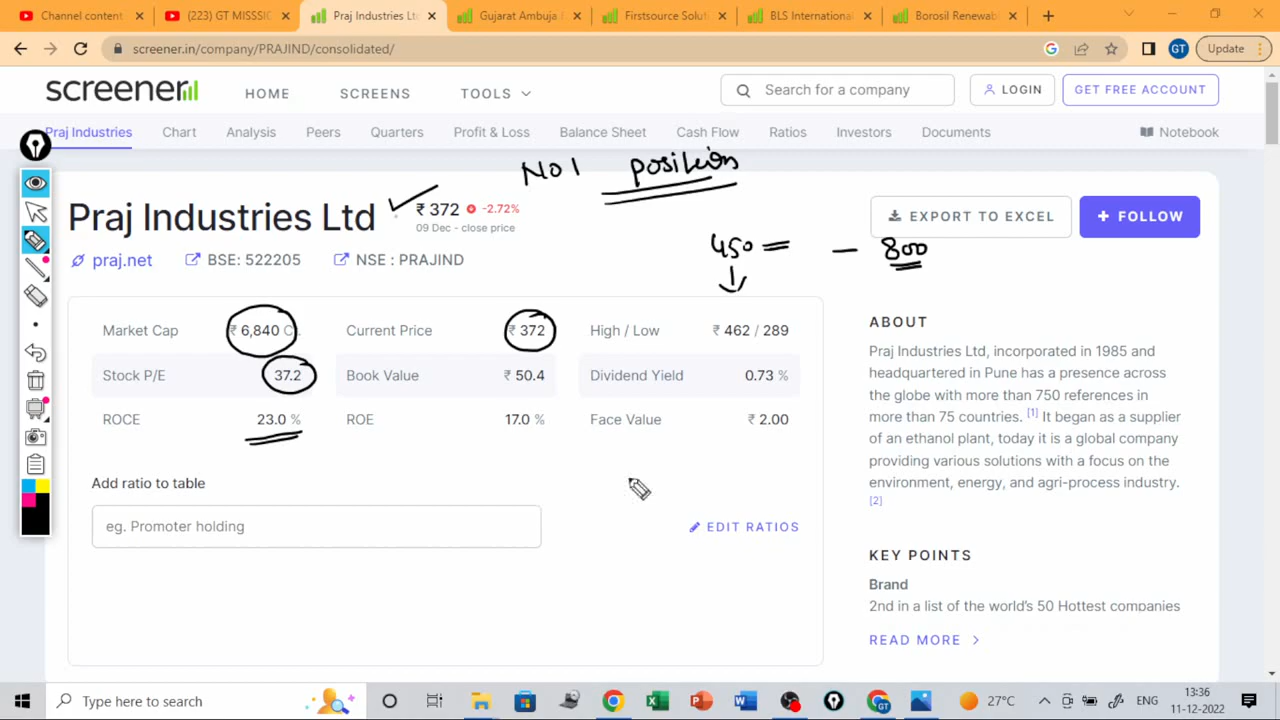 Channel content
(223) GT MISSSIO
Praj Industries Ltd
Gujarat Ambuja E
Firstsource Solut
BLS Internationa
Borosil Renewab
screener.in/company/PRAJIND/consolidated/
GT
Update
screener
HOME
SCREENS
TOOLS
Search for a company
LOGIN
GET FREE ACCOUNT
Praj Industries
Chart
Analysis
Peers
Quarters
Profit & Loss
Balance Sheet
Cash Flow
Ratios
Investors
Documents
Notebook
No1 position
Praj Industries Ltd
₹ 372 -2.72%
09 Dec - close price
EXPORT TO EXCEL
+ FOLLOW
450 = — 800
praj.net
BSE: 522205
NSE : PRAJIND
Market Cap ₹ 6,840 Cr.
Current Price ₹ 372
High / Low ₹ 462 / 289
Stock P/E 37.2
Book Value ₹ 50.4
Dividend Yield 0.73 %
ROCE 23.0 %
ROE 17.0 %
Face Value ₹ 2.00
Add ratio to table
eg. Promoter holding
EDIT RATIOS
ABOUT
Praj Industries Ltd, incorporated in 1985 and
headquartered in Pune has a presence across
the globe with more than 750 references in
more than 75 countries. [1] It began as a supplier
of an ethanol plant, today it is a global company
providing various solutions with a focus on the
environment, energy, and agri-process industry.
[2]
KEY POINTS
Brand
2nd in a list of the world's 50 Hottest companies
READ MORE
Type here to search
27°C
ENG
13:36
11-12-2022